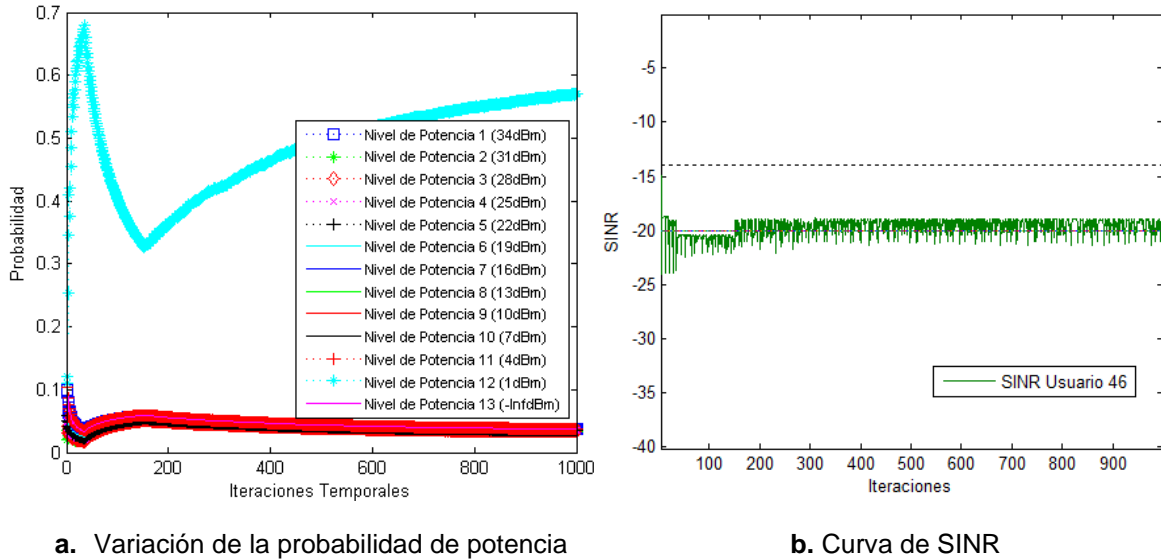 0.7
0.6
0.5
0.4
0.3
0.2
0.1
0
Probabilidad
Nivel de Potencia 1 (34dBm)
Nivel de Potencia 2 (31dBm)
Nivel de Potencia 3 (28dBm)
Nivel de Potencia 4 (25dBm)
Nivel de Potencia 5 (22dBm)
Nivel de Potencia 6 (19dBm)
Nivel de Potencia 7 (16dBm)
Nivel de Potencia 8 (13dBm)
Nivel de Potencia 9 (10dBm)
Nivel de Potencia 10 (7dBm)
Nivel de Potencia 11 (4dBm)
Nivel de Potencia 12 (1dBm)
Nivel de Potencia 13 (-InfdBm)
0 200 400 600 800 1000
Iteraciones Temporales
-5
-10
-15
-20
-25
-30
-35
-40
SINR
SINR Usuario 46
100 200 300 400 500 600 700 800 900
Iteraciones
a. Variación de la probabilidad de potencia
b. Curva de SINR